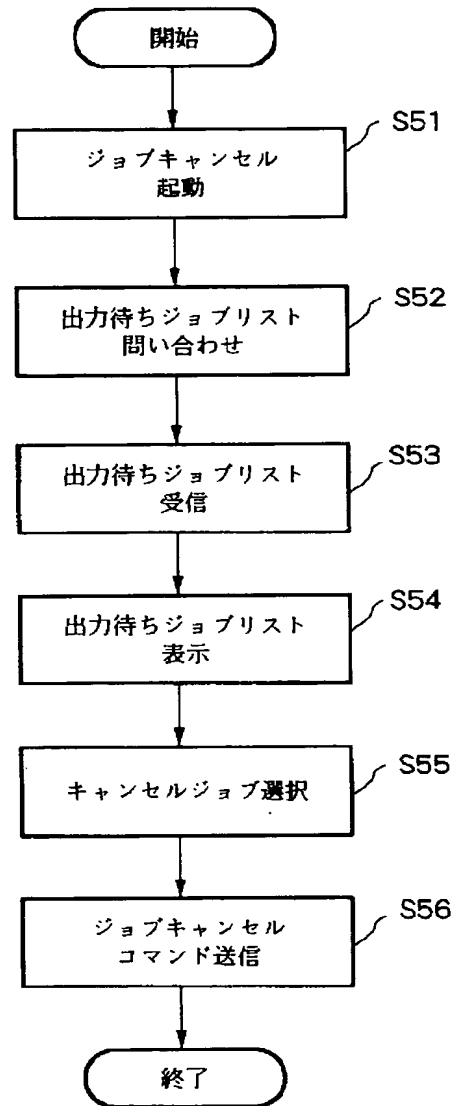 開始
S51
ジョブキャンセル
起動
S52
出力待ちジョブリスト
問い合わせ
S53
出力待ちジョブリスト
受信
S54
出力待ちジョブリスト
表示
S55
キャンセルジョブ選択
S56
ジョブキャンセル
コマンド送信
終了